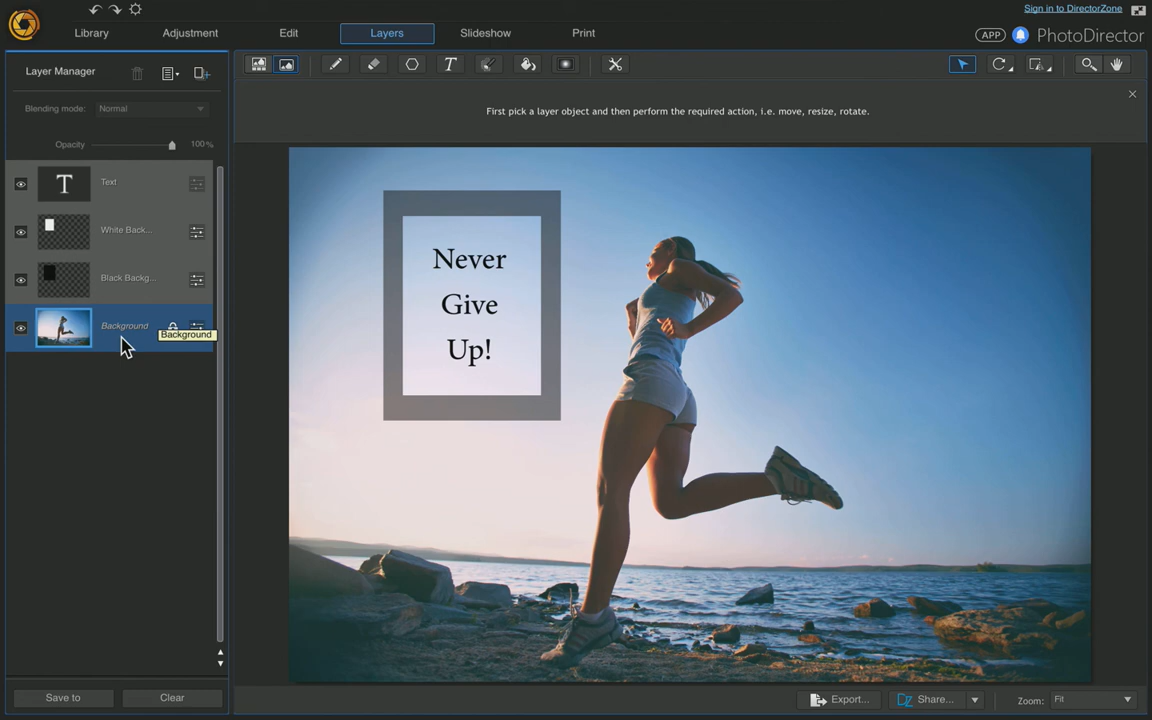 Sign in to DirectorZone
Library
Adjustment
Edit
Layers
Slideshow
Print
APP
PhotoDirector
Layer Manager
T
Blending mode:
Normal
First pick a layer object and then perform the required action, i.e. move, resize, rotate.
Opacity
100%
T
Text
White Back...
Black Backg...
Background
Background
Never
Give
Up!
Save to
Clear
Export...
Share...
Zoom:
Fit